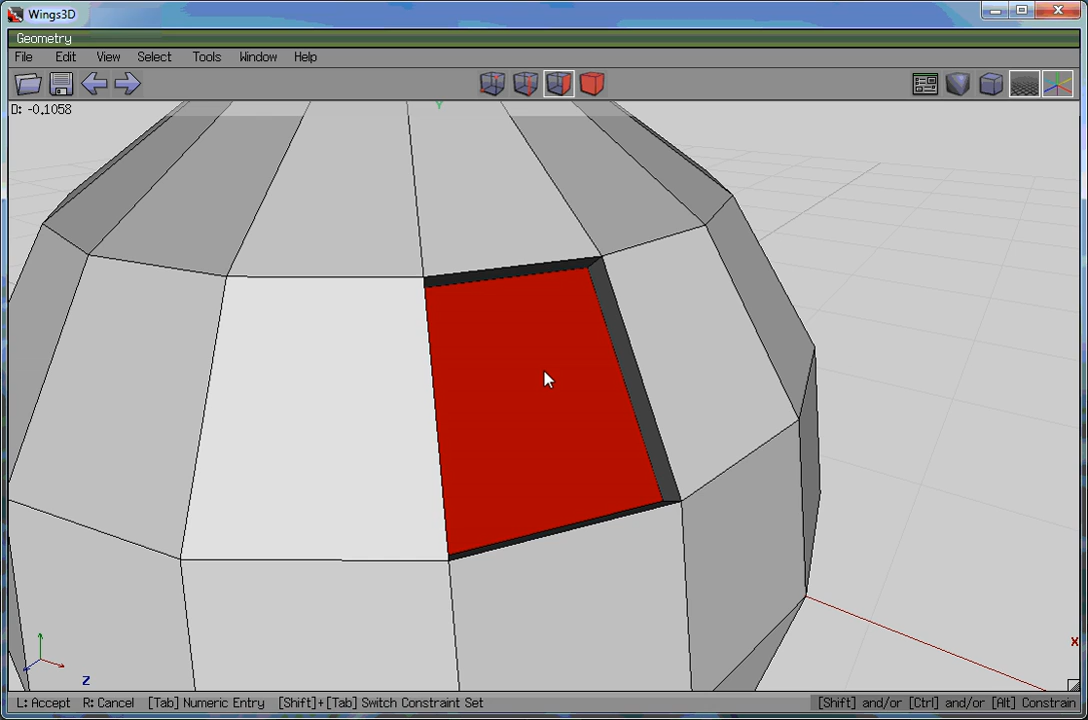 Wings3D
Geometry
File Edit View Select Tools Window Help
D: -0,1058
Y
X
Z
L: Accept R: Cancel [Tab] Numeric Entry [Shift]+[Tab] Switch Constraint Set [Shift] and/or [Ctrl] and/or [Alt] Constrain